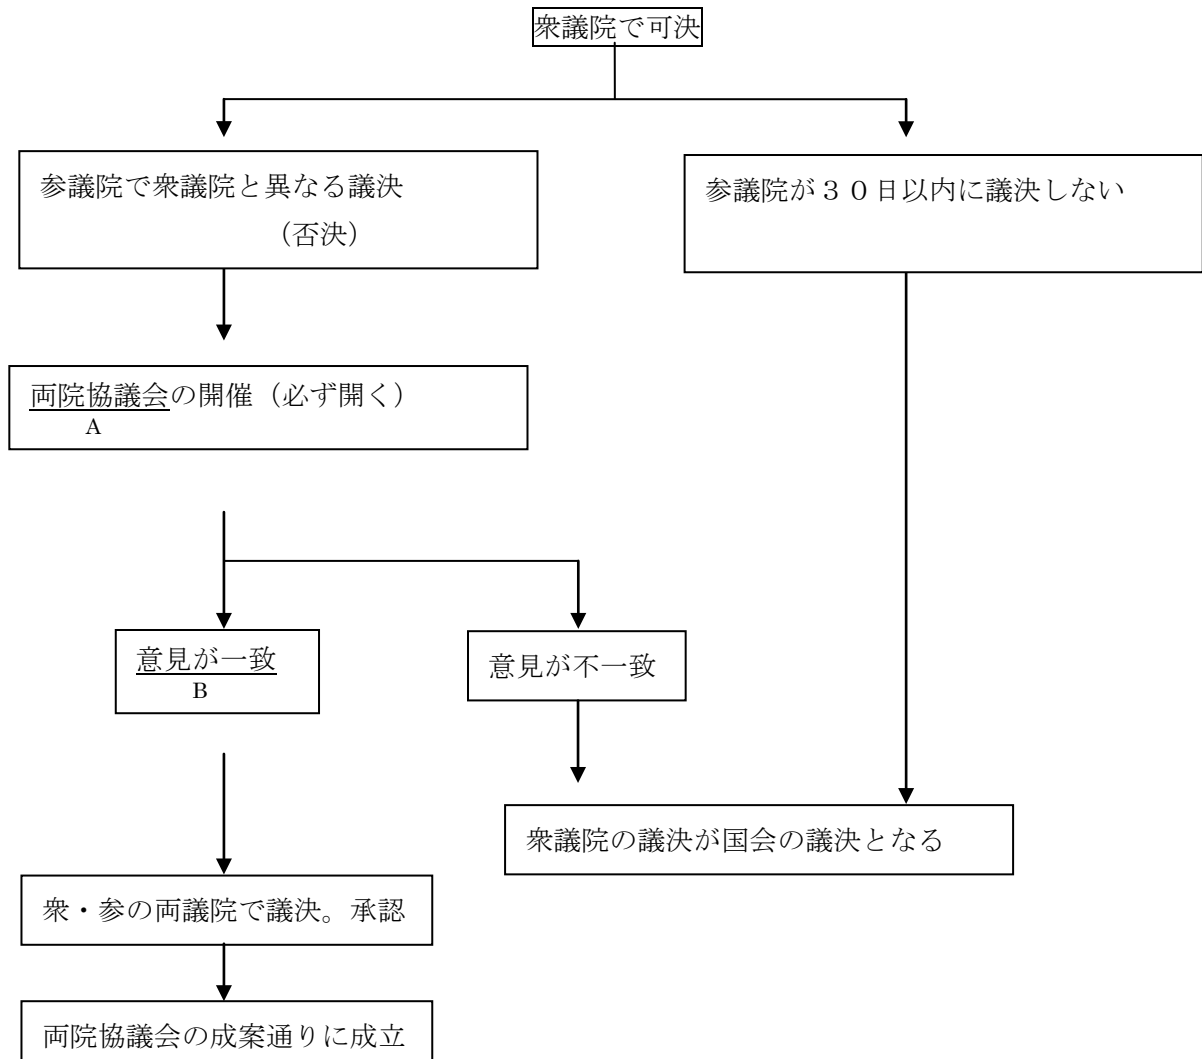 衆議院で可決
参議院で衆議院と異なる議決
（否決）
参議院が３０日以内に議決しない
両院協議会の開催（必ず開く）
A
意見が一致
B
意見が不一致
衆議院の議決が国会の議決となる
衆・参の両議院で議決。承認
両院協議会の成案通りに成立